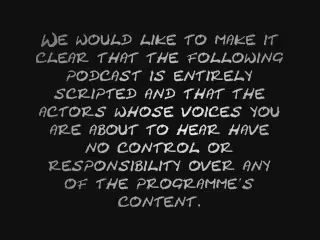 WE WOULD LIKE TO MAKE IT
CLEAR THAT THE FOLLOWING
PODCAST IS ENTIRELY
SCRIPTED AND THAT THE
ACTORS WHOSE VOICES YOU
ARE ABOUT TO HEAR HAVE
NO CONTROL OR
RESPONSIBILITY OVER ANY
OF THE PROGRAMME'S
CONTENT.